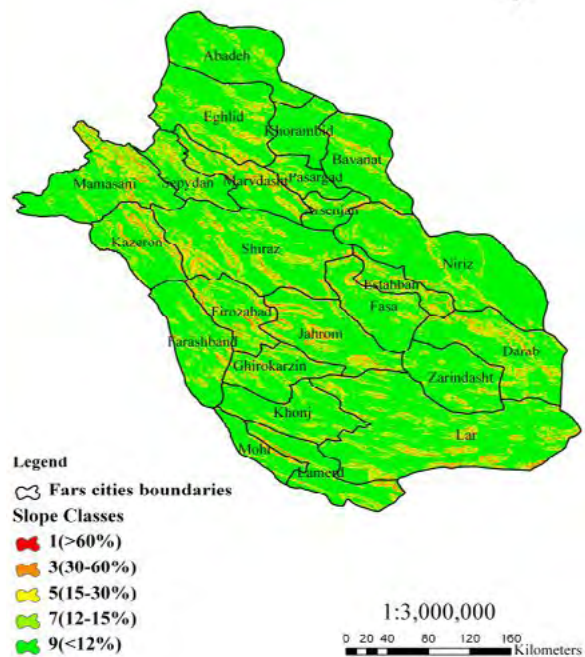 Abadeh
Eghlid
Khorambid
Bavanat
Mamasani
Sepydan
Marvdasht
Pasargad
Arsenjan
Kazeron
Shiraz
Niriz
Estahban
Fasa
Firozabad
Jahrom
Farashband
Darab
Ghirokarzin
Zarindasht
Khonj
Lar
Mohr
Lamerd
Legend
Fars cities boundaries
Slope Classes
1(>60%)
3(30-60%)
5(15-30%)
7(12-15%)
9(<12%)
1:3,000,000
0 20 40 80 120 160
Kilometers